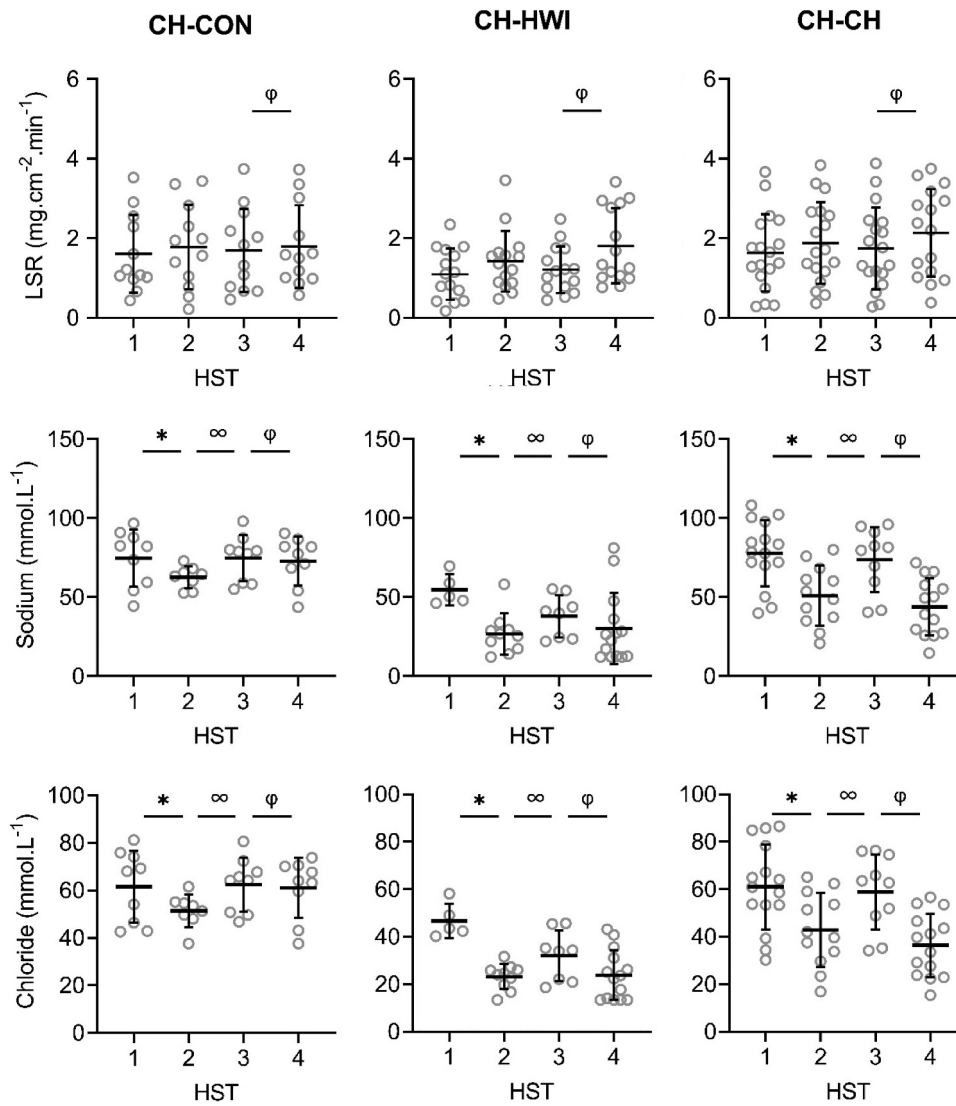 CH-CON CH-HWI CH-CH
LSR (mg.cm-2.min-1)
6 6 6
φ φ φ
4 4 4
2 2 2
0 0 0
1 2 3 4 1 2 3 4 1 2 3 4
HST HST HST
Sodium (mmol.L-1)
150 150 150
* ∞ φ * ∞ φ * ∞ φ
100 100 100
50 50 50
0 0 0
1 2 3 4 1 2 3 4 1 2 3 4
HST HST HST
Chloride (mmol.L-1)
100 100 100
* ∞ φ * ∞ φ * ∞ φ
80 80 80
60 60 60
40 40 40
20 20 20
0 0 0
1 2 3 4 1 2 3 4 1 2 3 4
HST HST HST